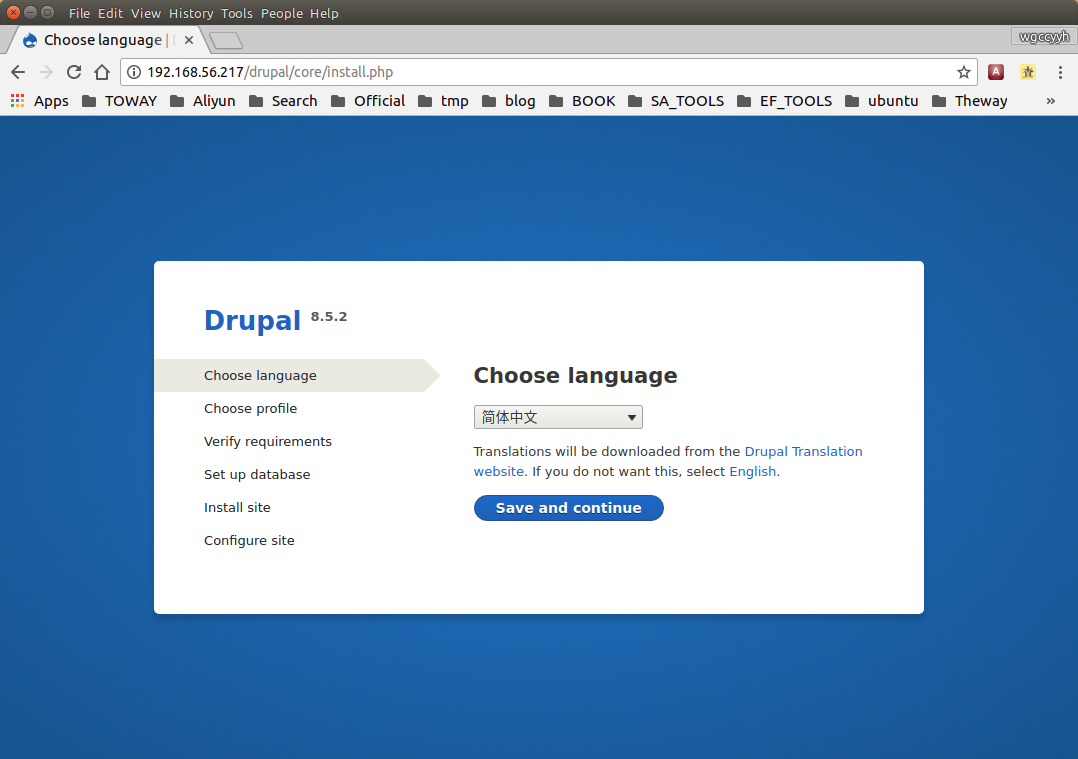 File Edit View History Tools People Help
Choose language |
wgccyyh
192.168.56.217/drupal/core/install.php
Apps TOWAY Aliyun Search Official tmp blog BOOK SA_TOOLS EF_TOOLS ubuntu Theway »
Drupal 8.5.2
Choose language
Choose profile
Verify requirements
Set up database
Install site
Configure site
Choose language
简体中文
Translations will be downloaded from the Drupal Translation
website. If you do not want this, select English.
Save and continue